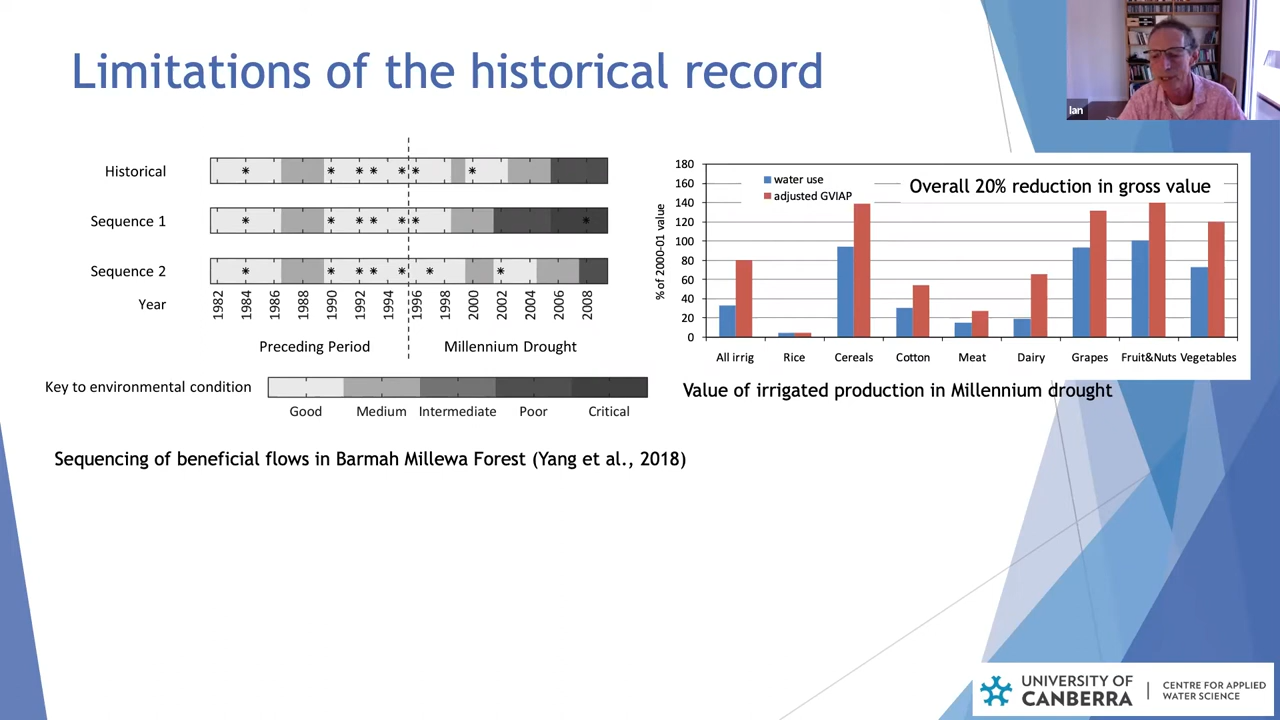 Limitations of the historical record
Ian
Historical
Sequence 1
Sequence 2
Year
1982 1984 1986 1988 1990 1992 1994 1996 1998 2000 2002 2004 2006 2008
Preceding Period Millennium Drought
Key to environmental condition
Good Medium Intermediate Poor Critical
Sequencing of beneficial flows in Barmah Millewa Forest (Yang et al., 2018)
% of 2000-01 value
180
160
140
120
100
80
60
40
20
0
water use
adjusted GVIAP
Overall 20% reduction in gross value
All irrig Rice Cereals Cotton Meat Dairy Grapes Fruit&Nuts Vegetables
Value of irrigated production in Millennium drought
UNIVERSITY OF
CANBERRA
CENTRE FOR APPLIED
WATER SCIENCE